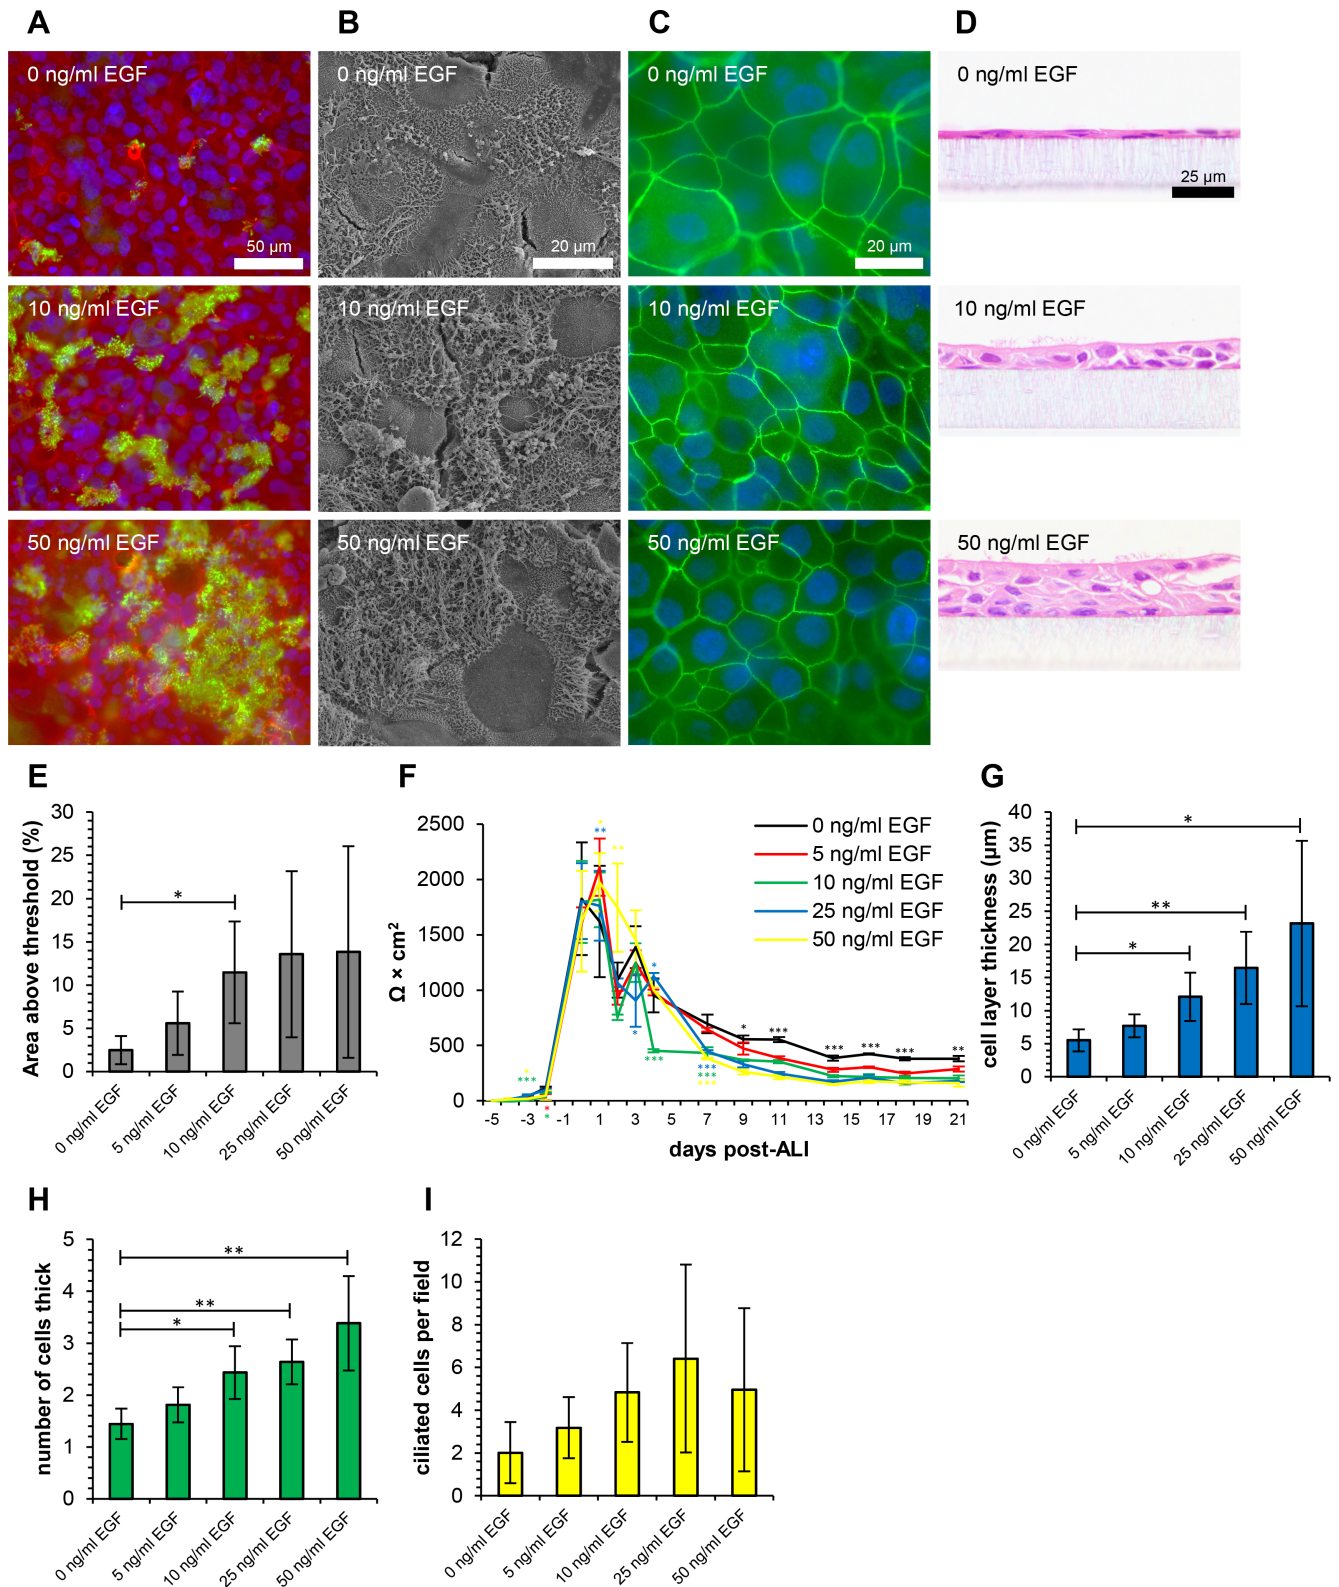 A
B
C
D
0 ng/ml EGF
0 ng/ml EGF
0 ng/ml EGF
0 ng/ml EGF
50 µm
20 µm
20 µm
25 µm
10 ng/ml EGF
10 ng/ml EGF
10 ng/ml EGF
10 ng/ml EGF
50 ng/ml EGF
50 ng/ml EGF
50 ng/ml EGF
50 ng/ml EGF
E
Area above threshold (%)
30
25
20
15
10
5
0
*
0 ng/ml EGF
5 ng/ml EGF
10 ng/ml EGF
25 ng/ml EGF
50 ng/ml EGF
F
Ω × cm²
2500
2000
1500
1000
500
0
0 ng/ml EGF
5 ng/ml EGF
10 ng/ml EGF
25 ng/ml EGF
50 ng/ml EGF
*
**
**
*
*
***
*
***
*
*
***
***
***
*
***
***
***
***
**
-5 -3 -1 1 3 5 7 9 11 13 15 17 19 21
days post-ALI
G
cell layer thickness (µm)
40
35
30
25
20
15
10
5
0
*
**
*
0 ng/ml EGF
5 ng/ml EGF
10 ng/ml EGF
25 ng/ml EGF
50 ng/ml EGF
H
number of cells thick
5
4
3
2
1
0
**
**
*
0 ng/ml EGF
5 ng/ml EGF
10 ng/ml EGF
25 ng/ml EGF
50 ng/ml EGF
I
ciliated cells per field
12
10
8
6
4
2
0
0 ng/ml EGF
5 ng/ml EGF
10 ng/ml EGF
25 ng/ml EGF
50 ng/ml EGF